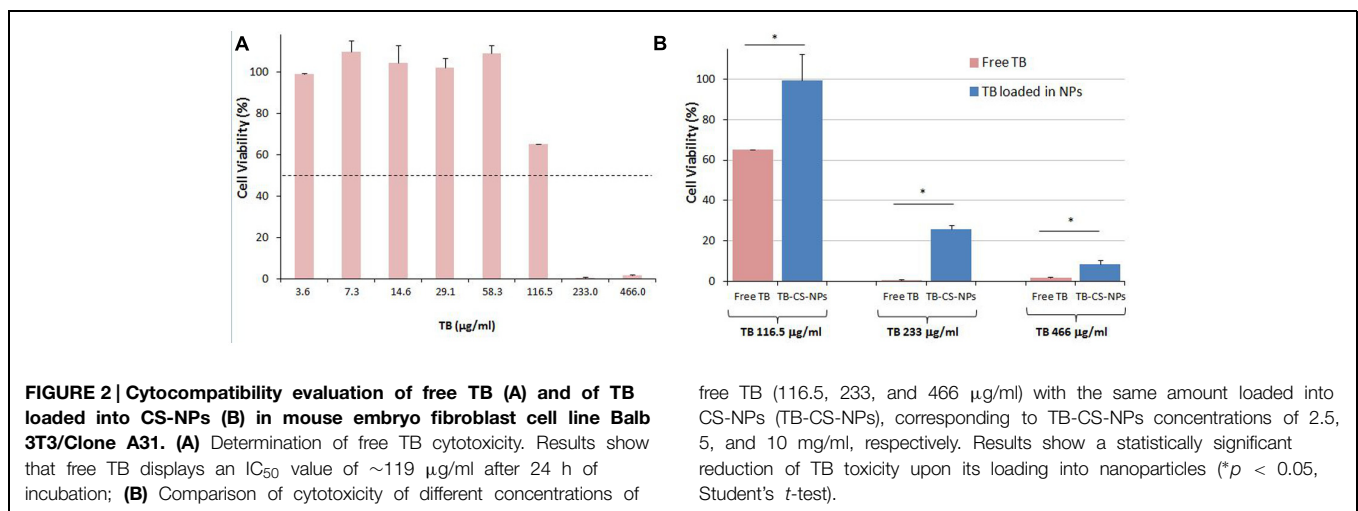 A
Cell Viability (%)
100
80
60
40
20
0
3.6 7.3 14.6 29.1 58.3 116.5 233.0 466.0
TB (µg/ml)
B
Cell Viability (%)
100
80
60
40
20
0
*
*
*
Free TB
TB loaded in NPs
Free TB TB-CS-NPs Free TB TB-CS-NPs Free TB TB-CS-NPs
TB 116.5 µg/ml TB 233 µg/ml TB 466 µg/ml
FIGURE 2 | Cytocompatibility evaluation of free TB (A) and of TB
loaded into CS-NPs (B) in mouse embryo fibroblast cell line Balb
3T3/Clone A31. (A) Determination of free TB cytotoxicity. Results show
that free TB displays an IC50 value of ~119 µg/ml after 24 h of
incubation; (B) Comparison of cytotoxicity of different concentrations of
free TB (116.5, 233, and 466 µg/ml) with the same amount loaded into
CS-NPs (TB-CS-NPs), corresponding to TB-CS-NPs concentrations of 2.5,
5, and 10 mg/ml, respectively. Results show a statistically significant
reduction of TB toxicity upon its loading into nanoparticles (*p < 0.05,
Student's t-test).